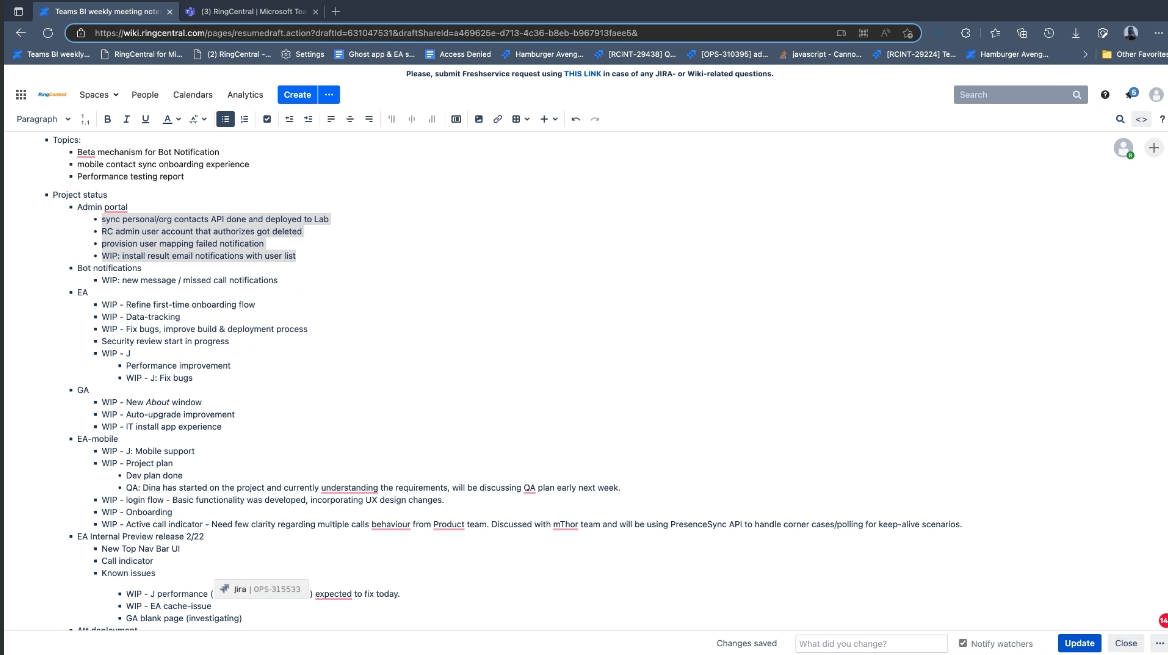 Teams BI weekly meeting note
(3) RingCentral | Microsoft Tea
https://wiki.ringcentral.com/pages/resumedraft.action?draftId=631047531&draftShareId=a469625e-d713-4c36-b8eb-b967913faee5&
Teams BI weekly... RingCentral for Mi... (2) RingCentral -... Settings Ghost app & EA s... Access Denied Hamburger Aveng... [RCINT-29438] Q... [OPS-310395] ad... javascript - Canno... [RCINT-29224] Te... Hamburger Aveng... Other Favorites
Please, submit Freshservice request using THIS LINK in case of any JIRA- or Wiki-related questions.
RingCentral Spaces People Calendars Analytics Create ... Search
Paragraph B I U A
Topics:
Beta mechanism for Bot Notification
mobile contact sync onboarding experience
Performance testing report
Project status
Admin portal
sync personal/org contacts API done and deployed to Lab
RC admin user account that authorizes got deleted
provision user mapping failed notification
WIP: install result email notifications with user list
Bot notifications
WIP: new message / missed call notifications
EA
WIP - Refine first-time onboarding flow
WIP - Data-tracking
WIP - Fix bugs, improve build & deployment process
Security review start in progress
WIP - J
Performance improvement
WIP - J: Fix bugs
GA
WIP - New About window
WIP - Auto-upgrade improvement
WIP - IT install app experience
EA-mobile
WIP - J: Mobile support
WIP - Project plan
Dev plan done
QA: Dina has started on the project and currently understanding the requirements, will be discussing QA plan early next week.
WIP - login flow - Basic functionality was developed, incorporating UX design changes.
WIP - Onboarding
WIP - Active call indicator - Need few clarity regarding multiple calls behaviour from Product team. Discussed with mThor team and will be using PresenceSync API to handle corner cases/polling for keep-alive scenarios.
EA Internal Preview release 2/22
New Top Nav Bar UI
Call indicator
Known issues
WIP - J performance ( Jira | OPS-315533 ) expected to fix today.
WIP - EA cache-issue
GA blank page (investigating)
14
Changes saved What did you change? Notify watchers Update Close ...